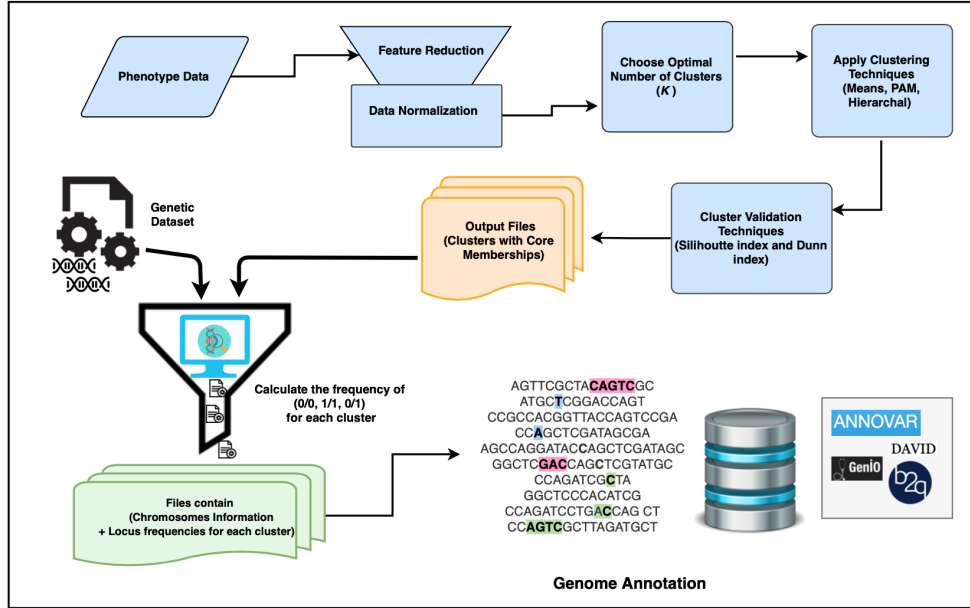 Phenotype Data
Feature Reduction
Data Normalization
Choose Optimal
Number of Clusters
(K )
Apply Clustering
Techniques
(Means, PAM,
Hierarchal)
Cluster Validation
Techniques
(Silihoutte index and Dunn
index)
Output Files
(Clusters with Core
Memberships)
Genetic
Dataset
Calculate the frequency of
(0/0, 1/1, 0/1)
for each cluster
Files contain
(Chromosomes Information
+ Locus frequencies for each cluster)
AGTTCGCTACAGTCGC
ATGCTCGGACCAGT
CCGCCACGGTTACCAGTCCGA
CCAGCTCGATAGCGA
AGCCAGGATACCAGCTCGATAGC
GGCTCGACCAGCTCGTATGC
CCAGATCGCTA
GGCTCCCACATCG
CCAGATCCTGACCAG CT
CCAGTCGCTTAGATGCT
ANNOVAR
DAVID
GenIO
b2g
Genome Annotation